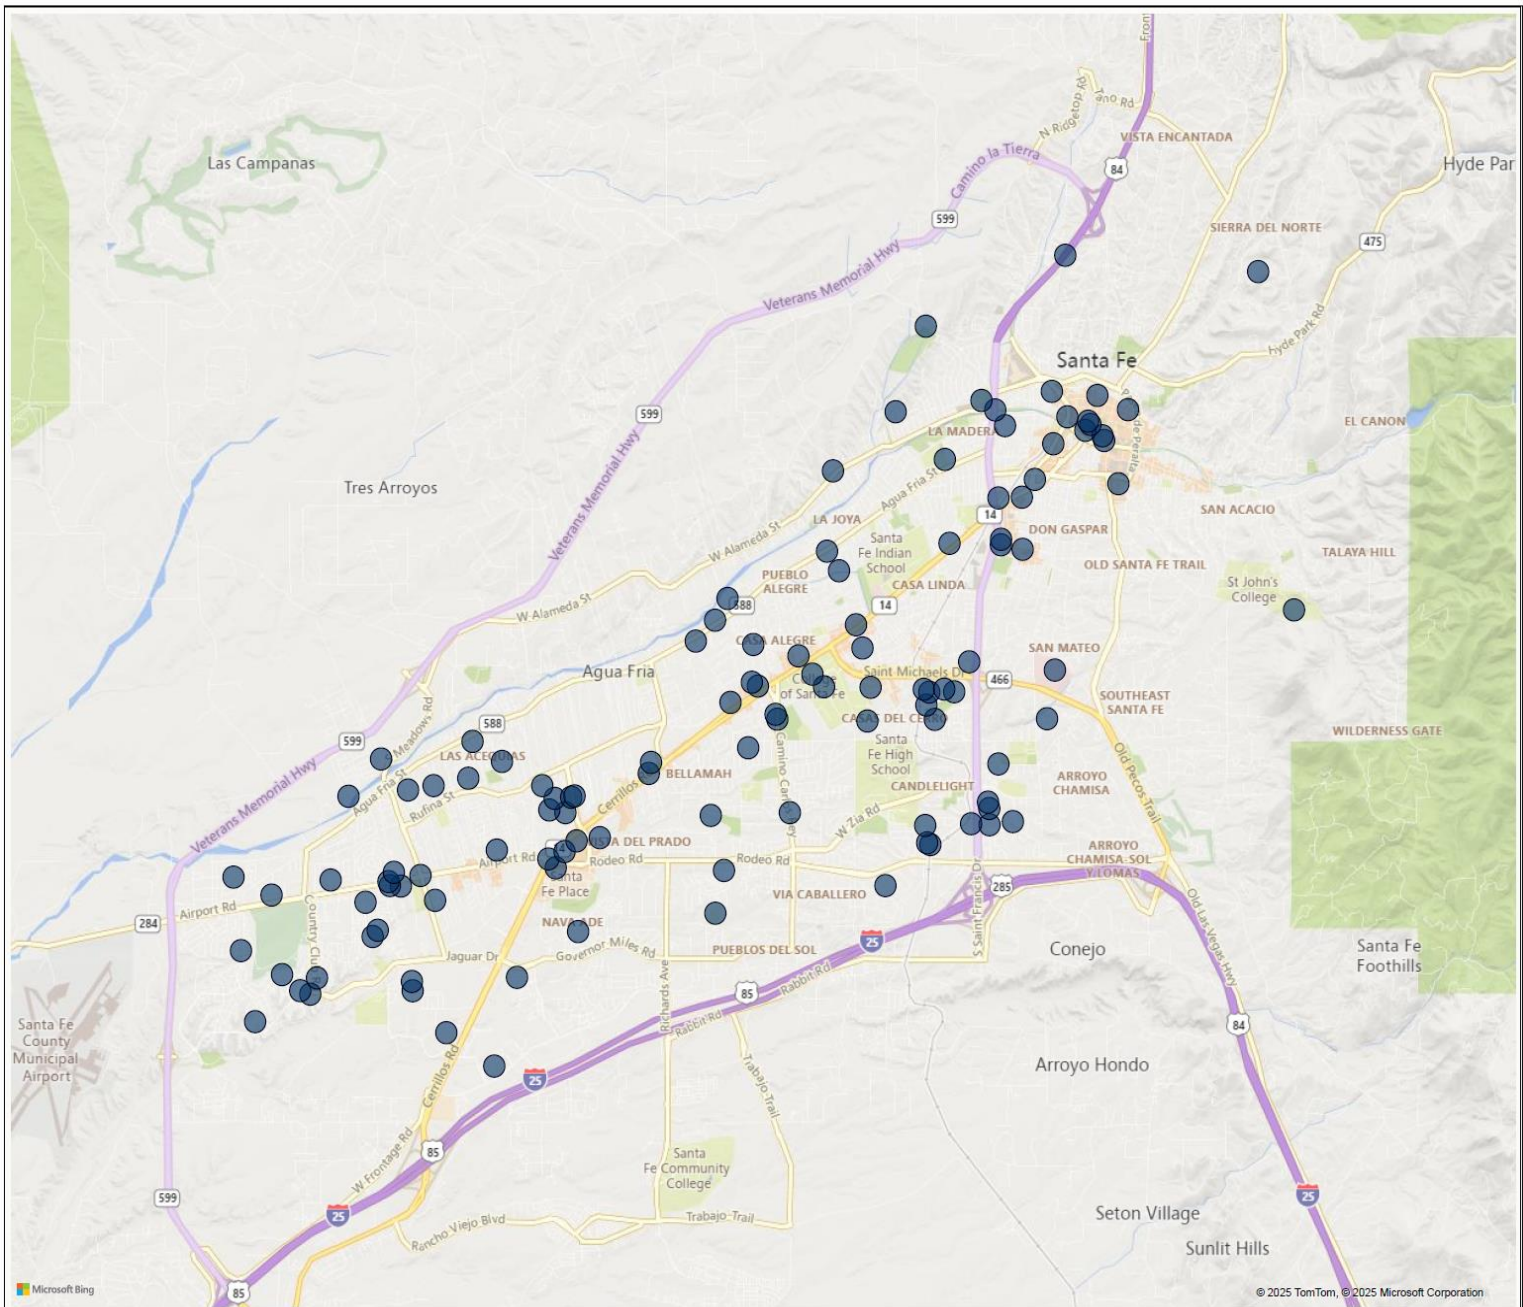 Tano Rd
N Ridgetop Rd
VISTA ENCANTADA
Camino la Tierra
Las Campanas
Hyde Par
84
599
SIERRA DEL NORTE
475
Veterans Memorial Hwy
Hyde Park Rd
Santa Fe
599
EL CANON
LA MADERA
Veterans Memorial Hwy
Tres Arroyos
Agua Fria St
SAN ACACIO
14
LA JOYA
DON GASPAR
W Alameda St
Santa
Fe Indian
School
TALAYA HILL
OLD SANTA FE TRAIL
PUEBLO
ALEGRE
CASA LINDA
St John's
College
588
14
W Alameda St
CASA ALEGRE
SAN MATEO
Agua Fria
Saint Michaels Dr
466
of Santa Fe
SOUTHEAST
SANTA FE
588
Meadows Rd
CASAS DEL CERRO
WILDERNESS GATE
599
Santa
Fe High
School
LAS ACEQUIAS
Old Pecos Trail
BELLAMAH
Agua Fria St
CANDLELIGHT
ARROYO
CHAMISA
Rufina St
Cerrillos
Veterans Memorial Hwy
W Zia Rd
DEL PRADO
ARROYO
CHAMISA-SOL
Y LOMAS
Airport Rd
Rodeo Rd
Rodeo Rd
Santa
Fe Place
285
VIA CABALLERO
Airport Rd
S Saint Francis Dr
Old Las Vegas Hwy
284
NAVA ADE
25
PUEBLOS DEL SOL
Conejo
Santa Fe
Foothills
Jaguar Dr
Governor Miles Rd
Rabbit Rd
85
Richards Ave
Rabbit Rd
Santa Fe
County
Municipal
Airport
84
Arroyo Hondo
Cerrillos Rd
25
Trabajo Trail
85
W Frontage Rd
Santa
Fe Community
College
599
25
25
Seton Village
Rancho Viejo Blvd
Trabajo Trail
Sunlit Hills
85
Microsoft Bing
© 2025 TomTom, © 2025 Microsoft Corporation